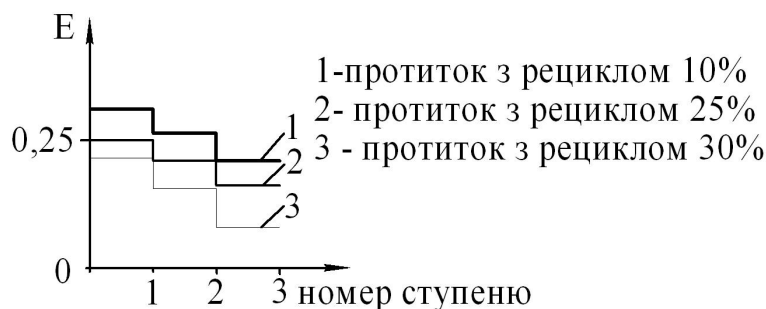 E
1-протиток з рециклом 10%
2- протиток з рециклом 25%
3 - протиток з рециклом 30%
0,25
1
2
3
0
1 2 3 номер ступеню